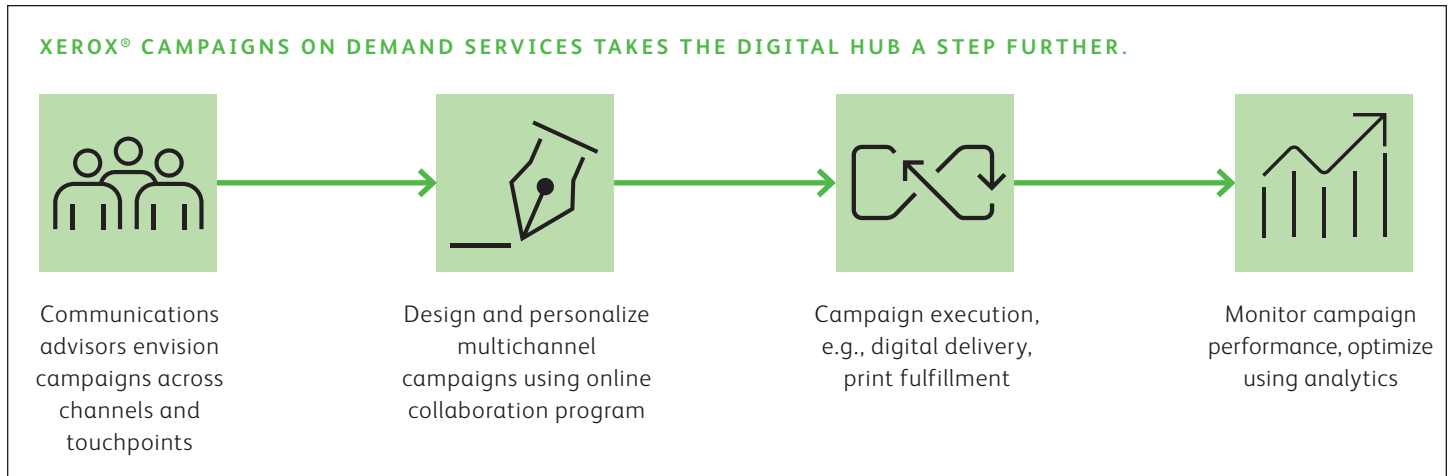 XEROX® CAMPAIGNS ON DEMAND SERVICES TAKES THE DIGITAL HUB A STEP FURTHER.
Communications
advisors envision
campaigns across
channels and
touchpoints
Design and personalize
multichannel
campaigns using online
collaboration program
Campaign execution,
e.g., digital delivery,
print fulfillment
Monitor campaign
performance, optimize
using analytics